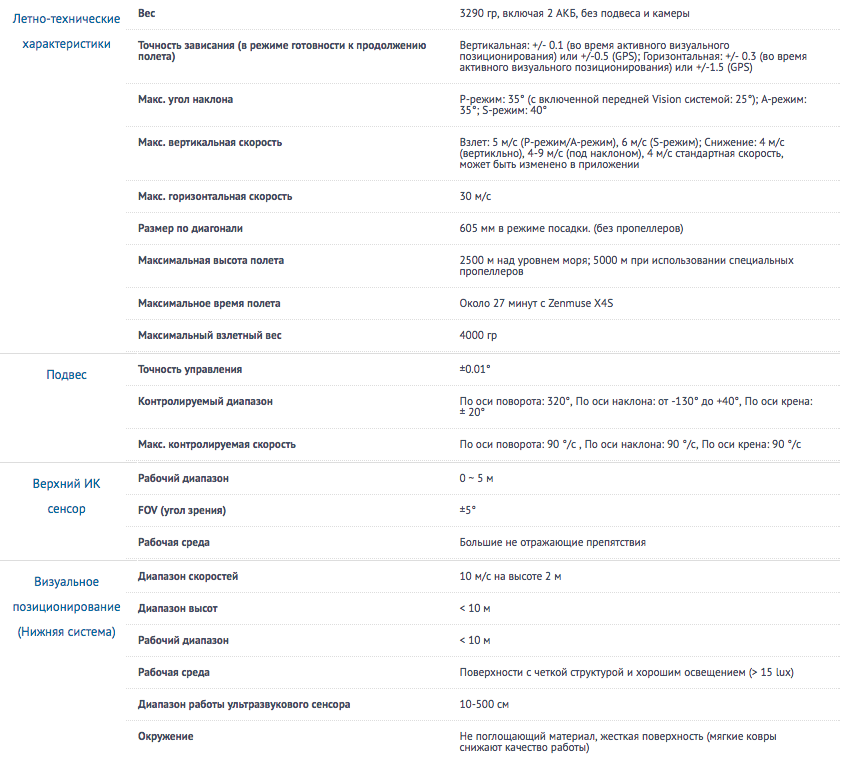 Летно-технические
характеристики
Вес
3290 гр, включая 2 АКБ, без подвеса и камеры
Точность зависания (в режиме готовности к продолжению
полета)
Вертикальная: +/- 0.1 (во время активного визуального
позиционирования) или +/-0.5 (GPS); Горизонтальная: +/- 0.3 (во время
активного визуального позиционирования) или +/-1.5 (GPS)
Макс. угол наклона
P-режим: 35° (с включенной передней Vision системой: 25°); A-режим:
35°; S-режим: 40°
Макс. вертикальная скорость
Взлет: 5 м/с (P-режим/A-режим), 6 м/с (S-режим); Снижение: 4 м/с
(вертикльно), 4-9 м/с (под наклоном), 4 м/с стандартная скорость,
может быть изменено в приложении
Макс. горизонтальная скорость
30 м/с
Размер по диагонали
605 мм в режиме посадки. (без пропеллеров)
Максимальная высота полета
2500 м над уровнем моря; 5000 м при использовании специальных
пропеллеров
Максимальное время полета
Около 27 минут с Zenmuse X4S
Максимальный взлетный вес
4000 гр
Подвес
Точность управления
±0.01°
Контролируемый диапазон
По оси поворота: 320°, По оси наклона: от -130° до +40°, По оси крена:
± 20°
Макс. контролируемая скорость
По оси поворота: 90 °/с , По оси наклона: 90 °/с, По оси крена: 90 °/с
Верхний ИК
сенсор
Рабочий диапазон
0 ~ 5 м
FOV (угол зрения)
±5°
Рабочая среда
Большие не отражающие препятствия
Визуальное
позиционирование
(Нижняя система)
Диапазон скоростей
10 м/с на высоте 2 м
Диапазон высот
< 10 м
Рабочий диапазон
< 10 м
Рабочая среда
Поверхности с четкой структурой и хорошим освещением (> 15 lux)
Диапазон работы ультразвукового сенсора
10-500 см
Окружение
Не поглощающий материал, жесткая поверхность (мягкие ковры
снижают качество работы)